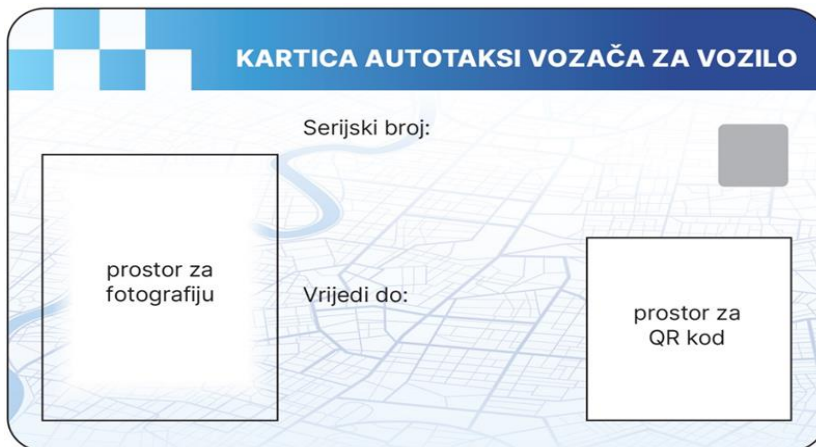 KARTICA AUTOTAKSI VOZAČA ZA VOZILO
Serijski broj:
prostor za
fotografiju
Vrijedi do:
prostor za
QR kod